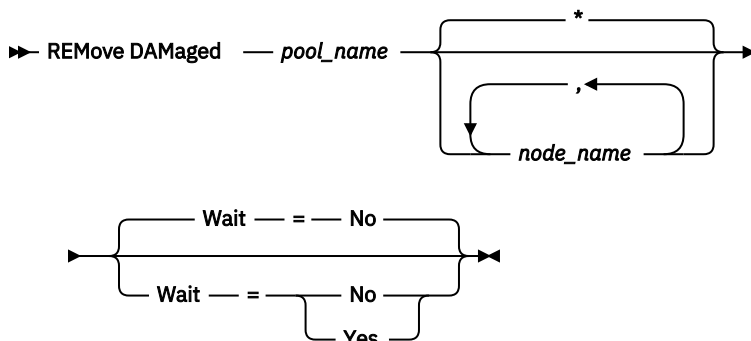 *
REMove DAMaged pool_name
,
node_name
Wait = No
Wait = No
Yes